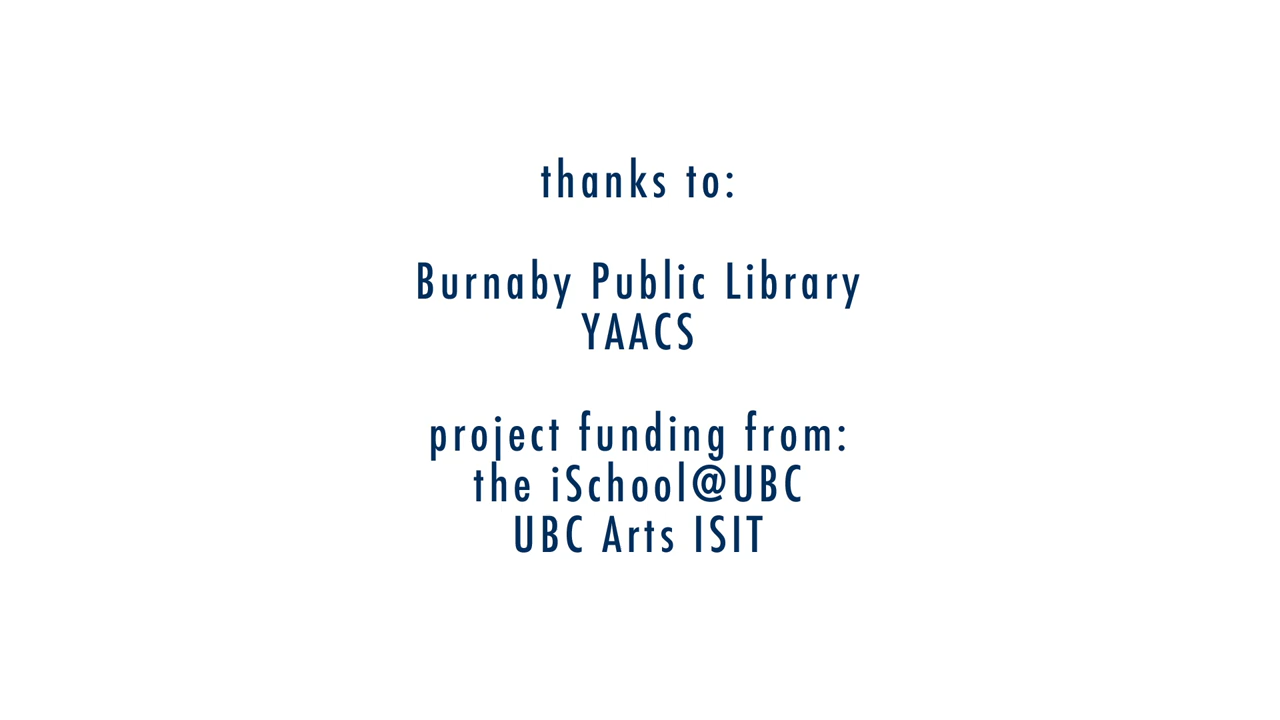 thanks to:
Burnaby Public Library
YAACS
project funding from:
the iSchool@UBC
UBC Arts ISIT